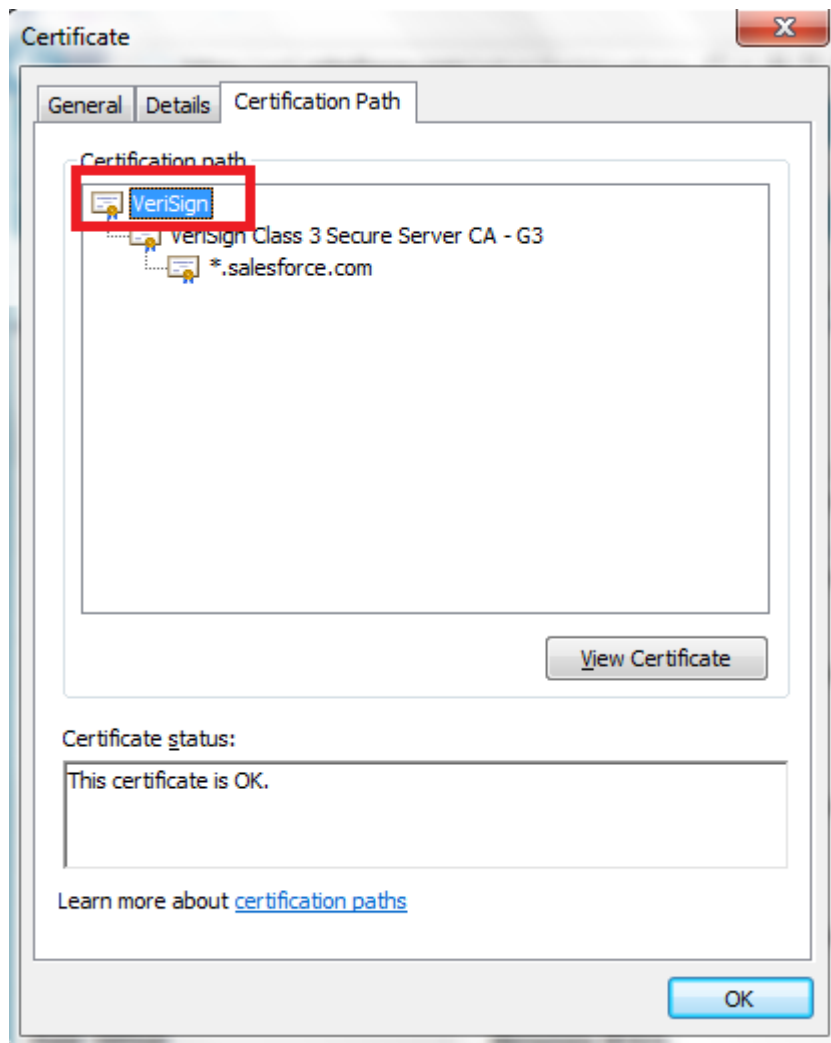 Certificate
General Details Certification Path
Certification path
VeriSign
VeriSign Class 3 Secure Server CA - G3
*.salesforce.com
View Certificate
Certificate status:
This certificate is OK.
Learn more about certification paths
OK